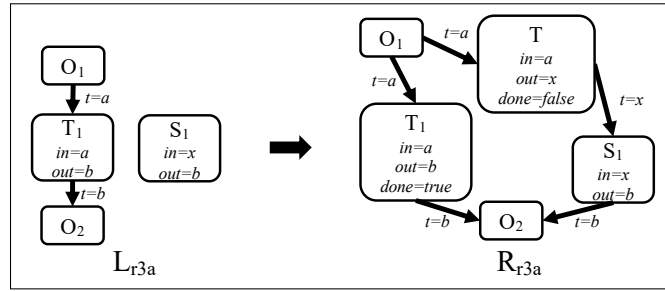 O1
t=a
T1
in=a
out=b
t=b
O2
S1
in=x
out=b
Lr3a
O1
t=a
t=a
T
in=a
out=x
done=false
t=x
T1
in=a
out=b
done=true
S1
in=x
out=b
t=b
O2
t=b
Rr3a